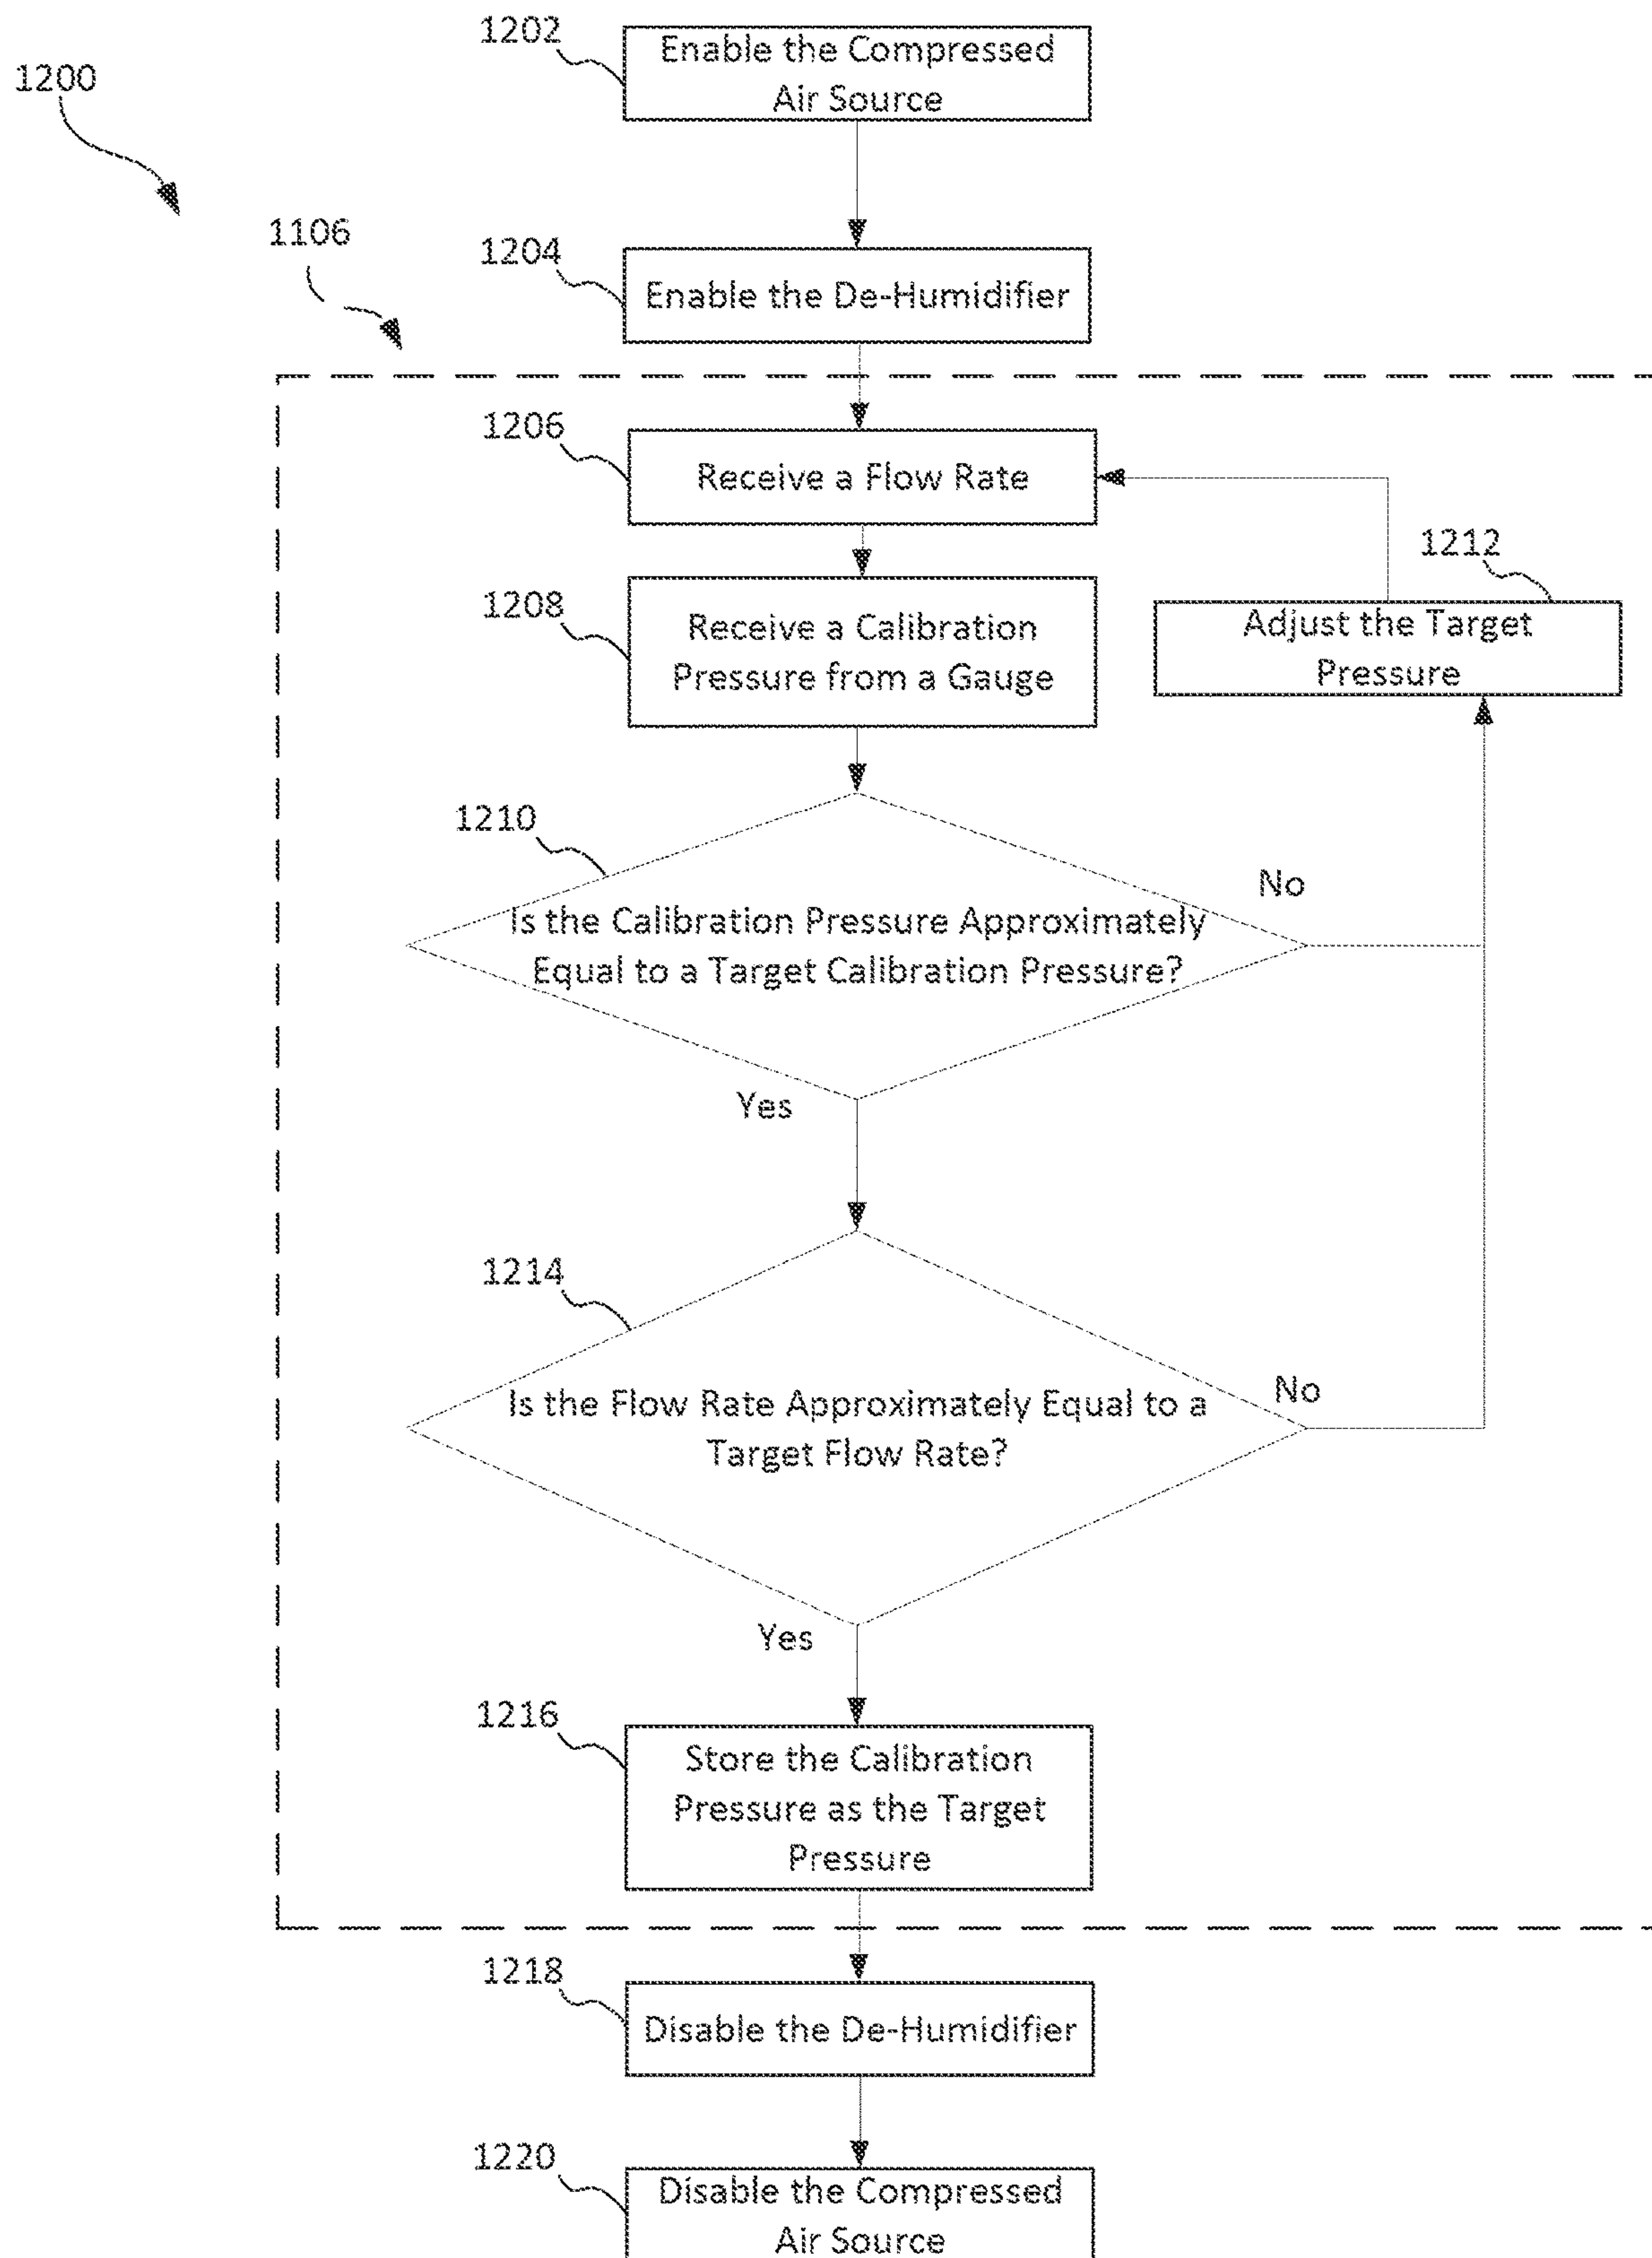 1202
Enable the Compressed
Air Source
1200
1106
1204
Enable the De-Humidifier
1206
Receive a Flow Rate
1212
1208
Receive a Calibration
Pressure from a Gauge
Adjust the Target
Pressure
1210
No
Is the Calibration Pressure Approximately
Equal to a Target Calibration Pressure?
Yes
1214
No
Is the Flow Rate Approximately Equal to a
Target Flow Rate?
Yes
1216
Store the Calibration
Pressure as the Target
Pressure
1218
Disable the De-Humidifier
1220
Disable the Compressed
Air Source